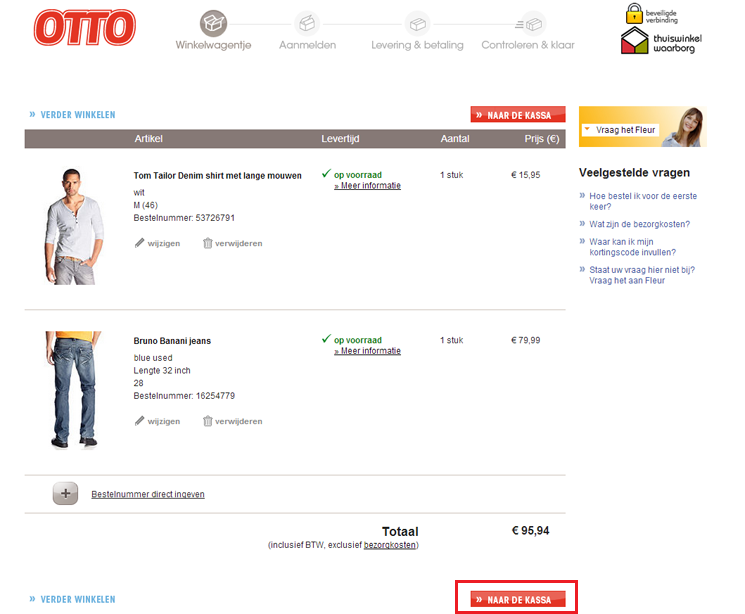 OTTO
Winkelwagentje Aanmelden Levering & betaling Controleren & klaar
beveiligde
verbinding
thuiswinkel
waarborg
» VERDER WINKELEN
» NAAR DE KASSA
Artikel Levertijd Aantal Prijs (€)
Tom Tailor Denim shirt met lange mouwen
wit
M (46)
Bestelnummer: 53726791
wijzigen verwijderen
op voorraad
» Meer informatie
1 stuk
€ 15,95
Bruno Banani jeans
blue used
Lengte 32 inch
28
Bestelnummer: 16254779
wijzigen verwijderen
op voorraad
» Meer informatie
1 stuk
€ 79,99
+ Bestelnummer direct ingeven
Totaal € 95,94
(inclusief BTW, exclusief bezorgkosten)
» VERDER WINKELEN
» NAAR DE KASSA
Vraag het Fleur
Veelgestelde vragen
» Hoe bestel ik voor de eerste
keer?
» Wat zijn de bezorgkosten?
» Waar kan ik mijn
kortingscode invullen?
» Staat uw vraag hier niet bij?
Vraag het aan Fleur